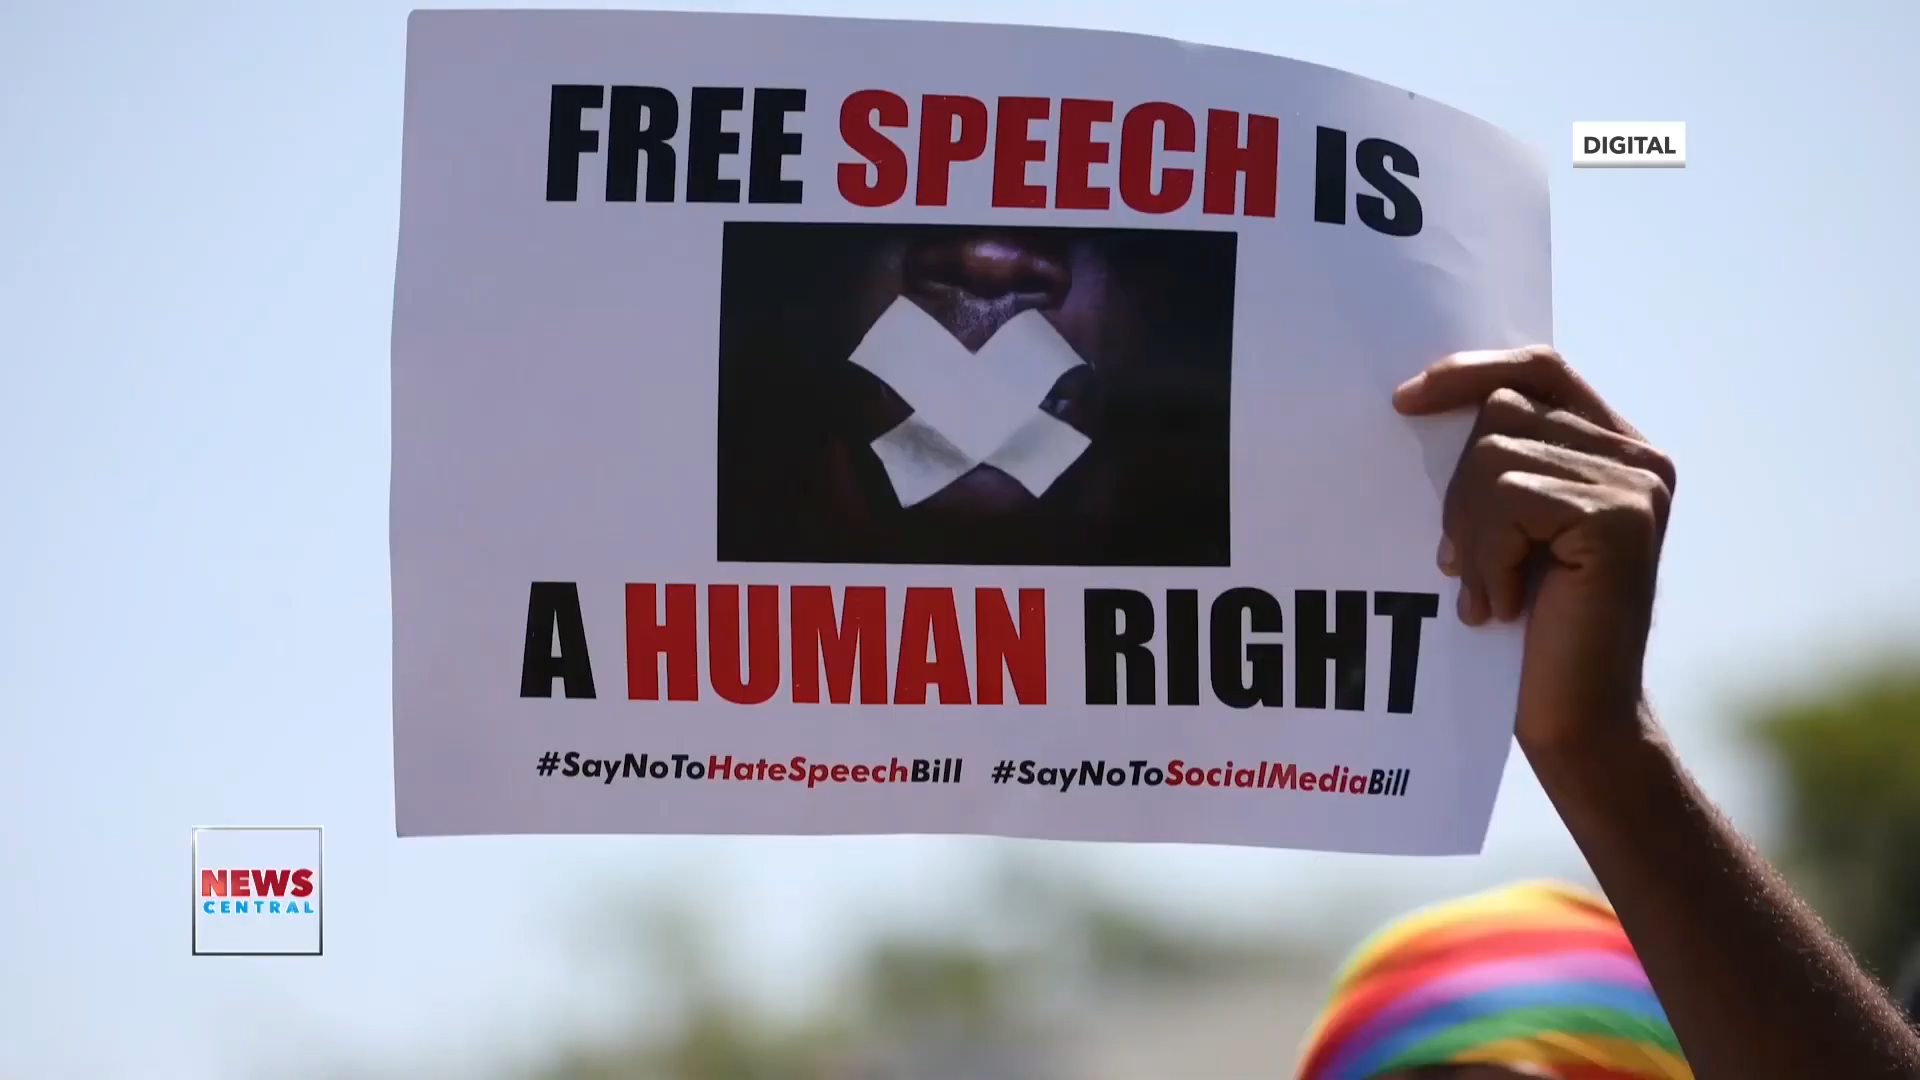 FREE SPEECH IS
DIGITAL
A HUMAN RIGHT
#SayNoToHateSpeechBill #SayNoToSocialMediaBill
NEWS
CENTRAL